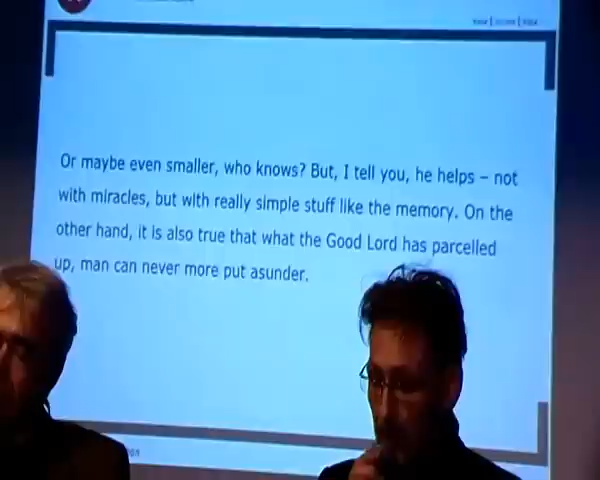 Or maybe even smaller, who knows? But, I tell you, he helps – not
with miracles, but with really simple stuff like the memory. On the
other hand, it is also true that what the Good Lord has parcelled
up, man can never more put asunder.